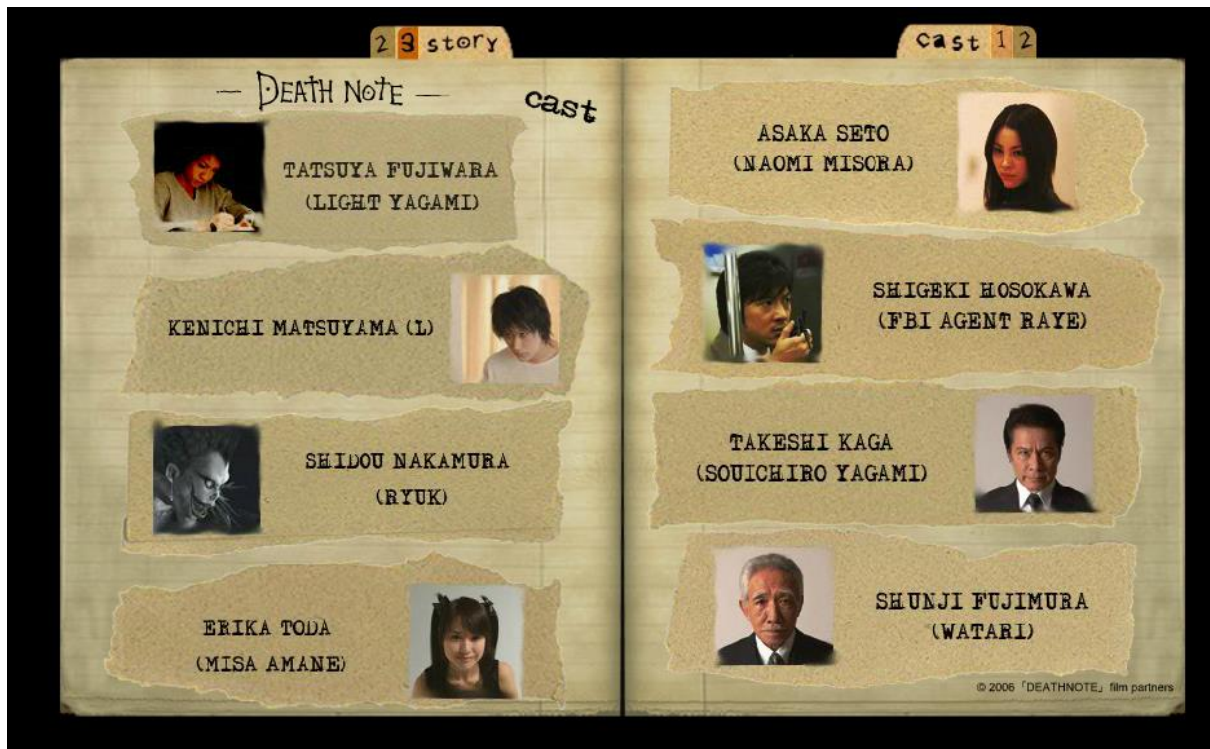 2 3 story
cast 1 2
— DEATH NOTE —
cast
TATSUYA FUJIWARA
(LIGHT YAGAMI)
KENICHI MATSUYAMA (L)
SHIDOU NAKAMURA
(RYUK)
ERIKA TODA
(MISA AMANE)
ASAKA SETO
(NAOMI MISORA)
SHIGEKI HOSOKAWA
(FBI AGENT RAYE)
TAKESHI KAGA
(SOUICHIRO YAGAMI)
SHUNJI FUJIMURA
(WATARI)
© 2006「DEATHNOTE」film partners